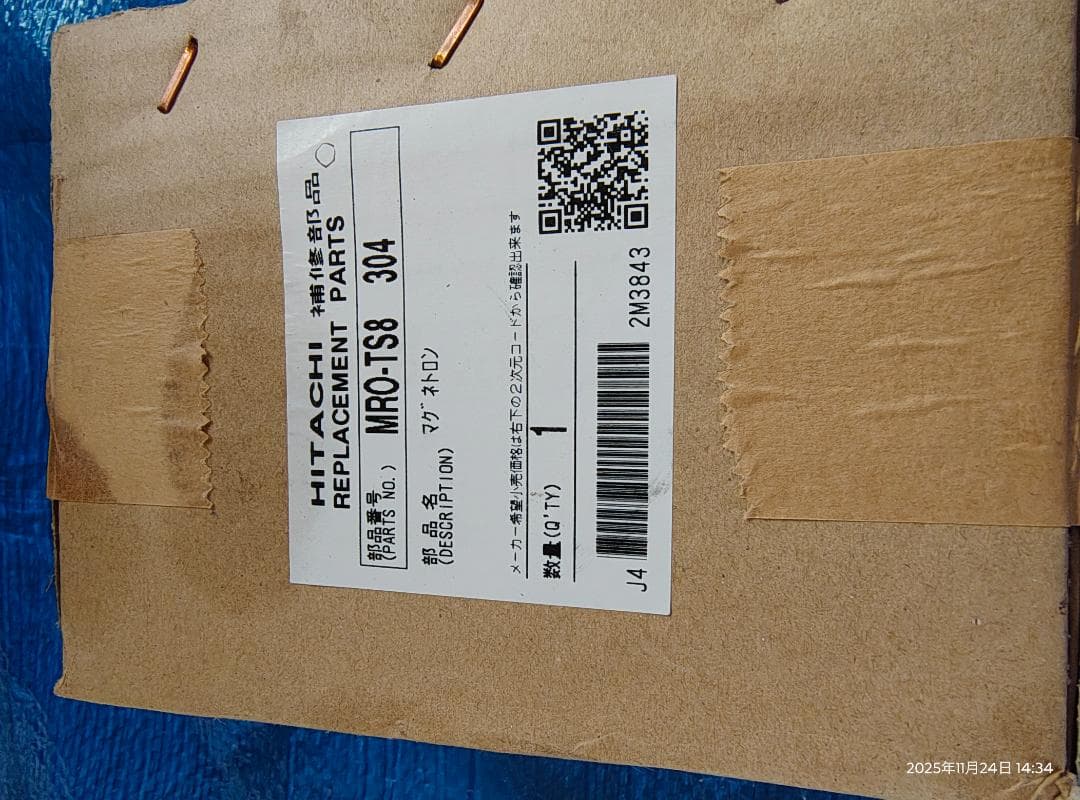 HITACHI 補修部品
REPLACEMENT PARTS
部品番号
(PARTS NO.) MRO-TS8 304
部品名
(DESCRIPTION) マグネトロン
メーカー希望小売価格は右下の2次元コードから確認出来ます
数量(Q'TY) 1
J4 2M3843
2025年11月24日 14:34